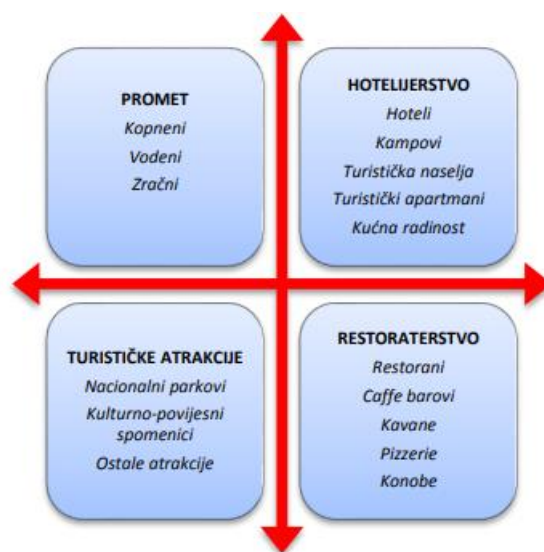 PROMET
Kopneni
Vodeni
Zračni
HOTELIJERSTVO
Hoteli
Kampovi
Turistička naselja
Turistički apartmani
Kućna radinost
TURISTIČKE ATRAKCIJE
Nacionalni parkovi
Kulturno-povijesni
spomenici
Ostale atrakcije
RESTORATERSTVO
Restorani
Caffe barovi
Kavane
Pizzerie
Konobe